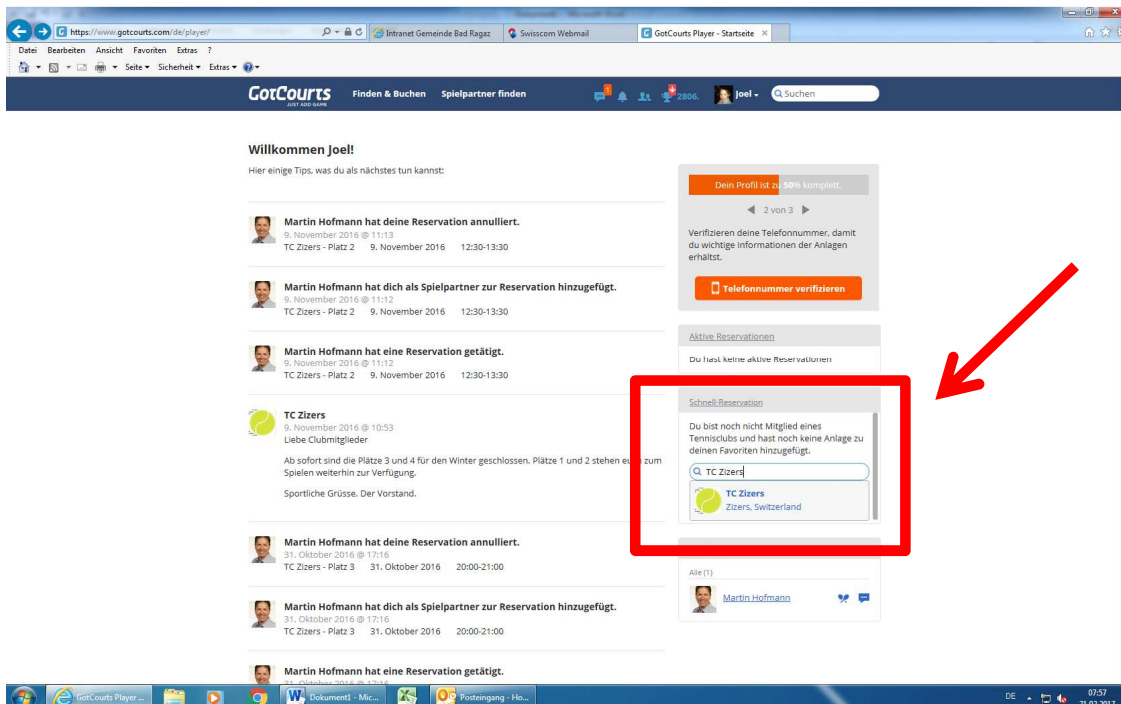 https://www.gotcourts.com/de/player/
Intranet Gemeinde Bad Ragaz
Swisscom Webmail
GotCourts Player - Startseite
Datei Bearbeiten Ansicht Favoriten Extras ?
Seite Sicherheit Extras
GOTCOURTS
JUST ADD GAME
Finden & Buchen Spielpartner finden
1
2806.
Joel
Suchen
Willkommen Joel!
Hier einige Tips, was du als nächstes tun kannst:
Martin Hofmann hat deine Reservation annulliert.
9. November 2016 @ 11:13
TC Zizers - Platz 2 9. November 2016 12:30-13:30
Martin Hofmann hat dich als Spielpartner zur Reservation hinzugefügt.
9. November 2016 @ 11:12
TC Zizers - Platz 2 9. November 2016 12:30-13:30
Martin Hofmann hat eine Reservation getätigt.
9. November 2016 @ 11:12
TC Zizers - Platz 2 9. November 2016 12:30-13:30
TC Zizers
9. November 2016 @ 10:53
Liebe Clubmitglieder
Ab sofort sind die Plätze 3 und 4 für den Winter geschlossen. Plätze 1 und 2 stehen zum
Spielen weiterhin zur Verfügung.
Sportliche Grüsse. Der Vorstand.
Martin Hofmann hat deine Reservation annulliert.
31. Oktober 2016 @ 17:16
TC Zizers - Platz 3 31. Oktober 2016 20:00-21:00
Martin Hofmann hat dich als Spielpartner zur Reservation hinzugefügt.
31. Oktober 2016 @ 17:16
TC Zizers - Platz 3 31. Oktober 2016 20:00-21:00
Martin Hofmann hat eine Reservation getätigt.
31. Oktober 2016 @ 17:16
Dein Profil ist zu 50% komplett.
2 von 3
Verifizieren deine Telefonnummer, damit
du wichtige Informationen der Anlagen
erhältst.
Telefonnummer verifizieren
Aktive Reservationen
Du hast keine aktive Reservationen
Schnell-Reservation
Du bist noch nicht Mitglied eines
Tennisclubs und hast noch keine Anlage zu
deinen Favoriten hinzugefügt.
TC Zizers
TC Zizers
Zizers, Switzerland
Alle (1)
Martin Hofmann
GotCourts Player ...
Dokument1 - Mic...
Posteingang - Ho...
DE
07:57